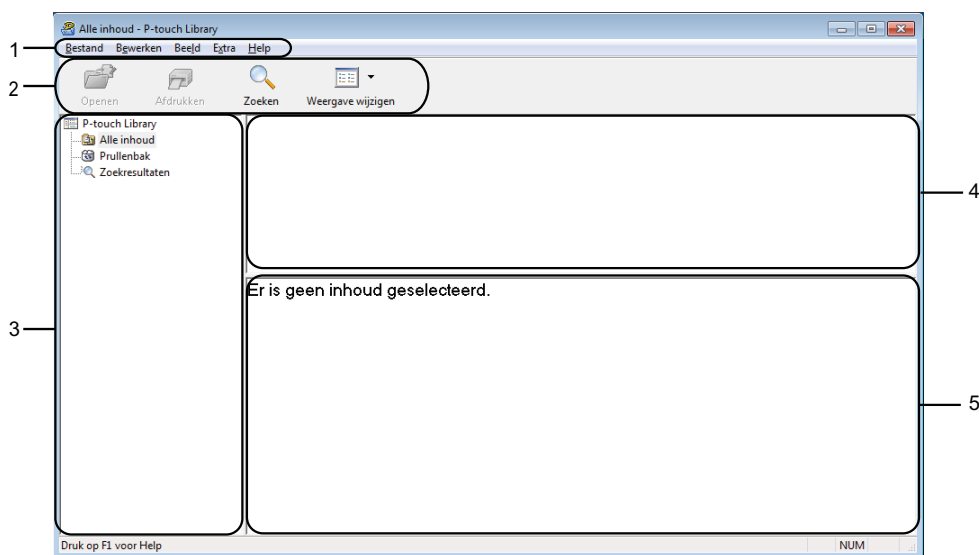 Alle inhoud - P-touch Library
1
Bestand Bewerken Beeld Extra Help
2
Openen Afdrukken Zoeken Weergave wijzigen
P-touch Library
Alle inhoud
Prullenbak
Zoekresultaten
4
Er is geen inhoud geselecteerd.
3
5
Druk op F1 voor Help NUM